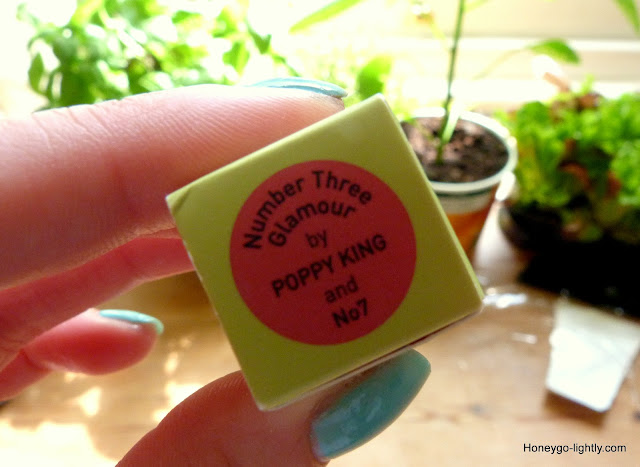 Number Three
Glamour
by
POPPY KING
and
No7
Honeygo-lightly.com